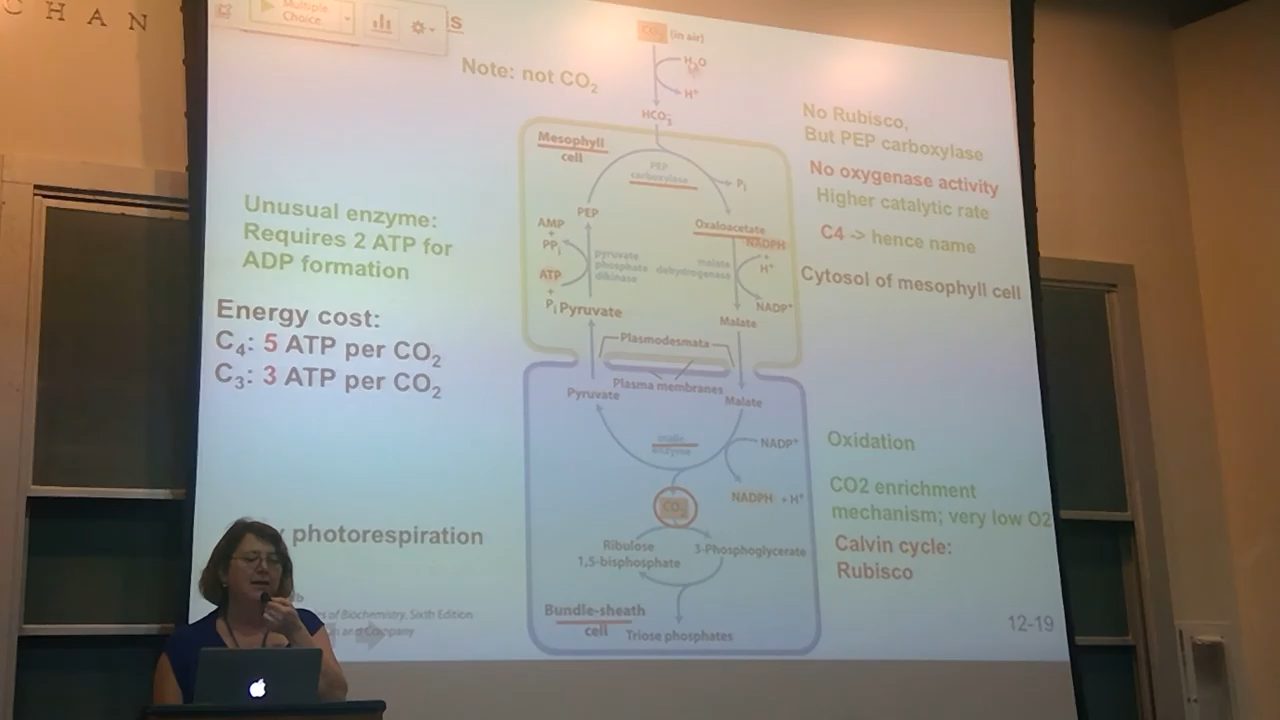 C H A N
Multiple
Choice
s
CO2 (in air)
H2O
Note: not CO2
H+
HCO3-
No Rubisco,
But PEP carboxylase
Mesophyll
cell
PEP
carboxylase
Pi
No oxygenase activity
Higher catalytic rate
Unusual enzyme:
Requires 2 ATP for
ADP formation
PEP
AMP
+
PPi
Oxaloacetate
NADPH
+
H+
C4 -> hence name
pyruvate
phosphate
dikinase
malate
dehydrogenase
ATP
+
Pi Pyruvate
NADP+
Malate
Cytosol of mesophyll cell
Energy cost:
C4: 5 ATP per CO2
C3: 3 ATP per CO2
Plasmodesmata
Plasma membranes
Pyruvate
Malate
malic
enzyme
NADP+
Oxidation
CO2
NADPH + H+
CO2 enrichment
mechanism; very low O2
photorespiration
Ribulose
1,5-bisphosphate
3-Phosphoglycerate
Calvin cycle:
Rubisco
of Biochemistry, Sixth Edition
and Company
Bundle-sheath
cell
Triose phosphates
12-19